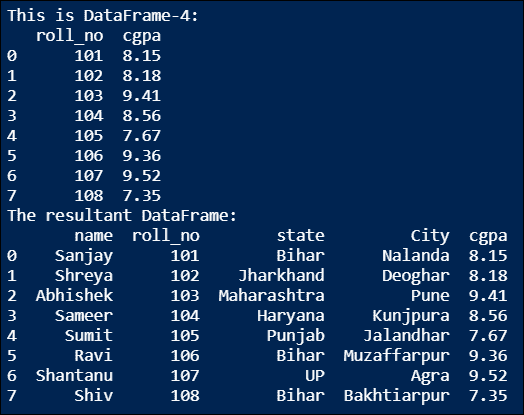 This is DataFrame-4:
   roll_no  cgpa
0      101  8.15
1      102  8.18
2      103  9.41
3      104  8.56
4      105  7.67
5      106  9.36
6      107  9.52
7      108  7.35
The resultant DataFrame:
       name  roll_no        state         City  cgpa
0    Sanjay      101        Bihar      Nalanda  8.15
1    Shreya      102    Jharkhand      Deoghar  8.18
2  Abhishek      103  Maharashtra         Pune  9.41
3    Sameer      104      Haryana     Kunjpura  8.56
4     Sumit      105       Punjab    Jalandhar  7.67
5      Ravi      106        Bihar  Muzaffarpur  9.36
6  Shantanu      107           UP         Agra  9.52
7      Shiv      108        Bihar  Bakhtiarpur  7.35